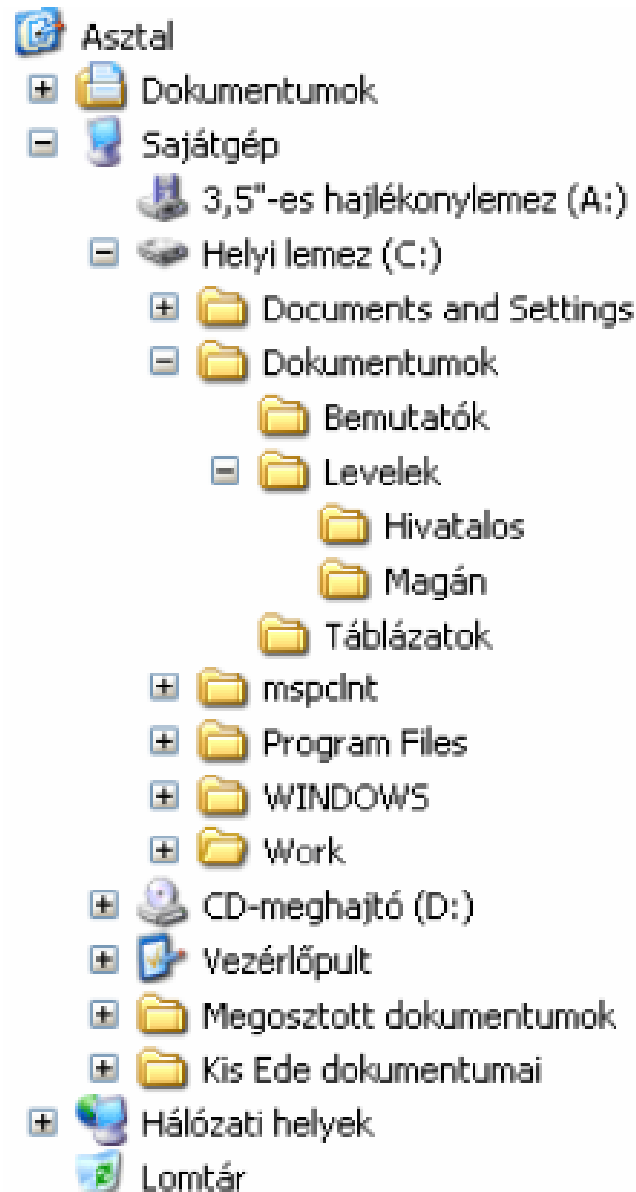 Asztal
Dokumentumok
Sajátgép
3,5"-es hajlékonylemez (A:)
Helyi lemez (C:)
Documents and Settings
Dokumentumok
Bemutatók
Levelek
Hivatalos
Magán
Táblázatok
mspclnt
Program Files
WINDOWS
Work
CD-meghajtó (D:)
Vezérlőpult
Megosztott dokumentumok
Kis Ede dokumentumai
Hálózati helyek
Lomtár